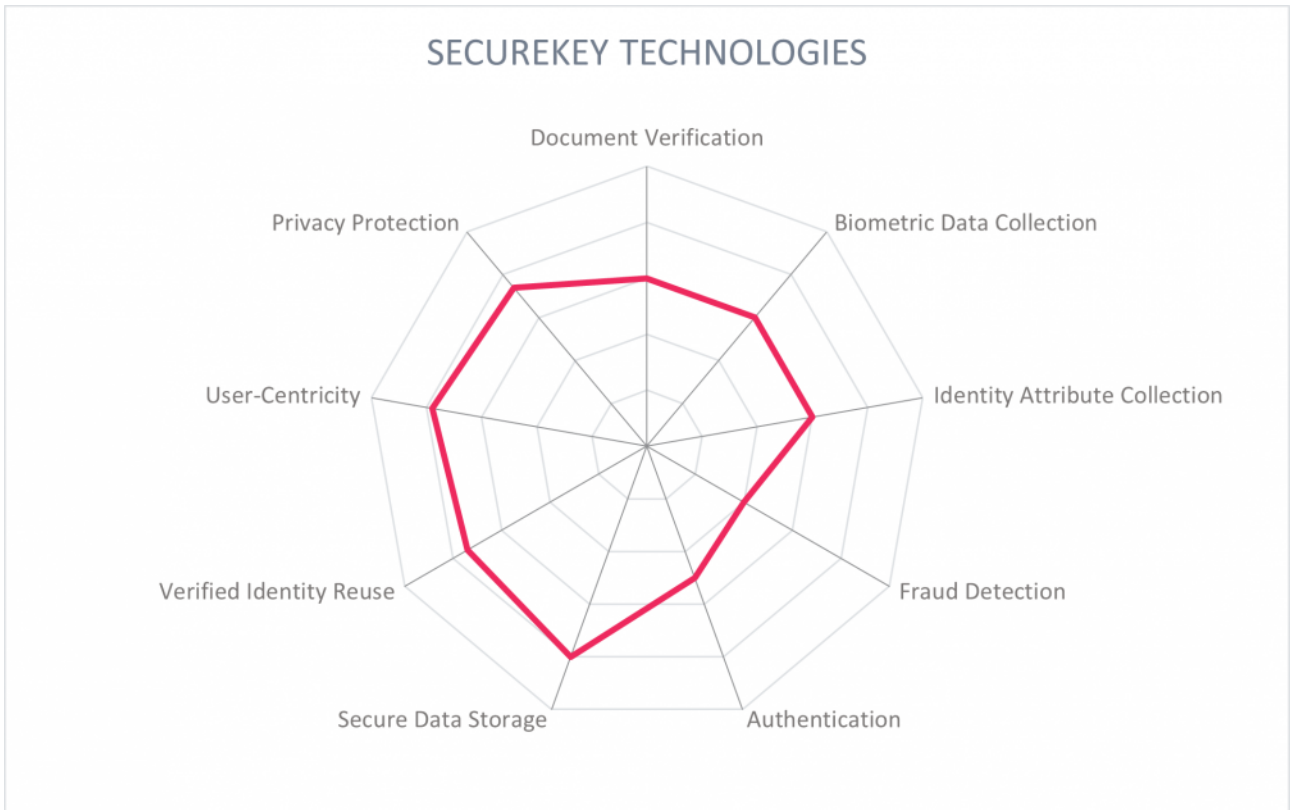 SECUREKEY TECHNOLOGIES
Document Verification
Privacy Protection
Biometric Data Collection
User-Centricity
Identity Attribute Collection
Verified Identity Reuse
Fraud Detection
Secure Data Storage
Authentication